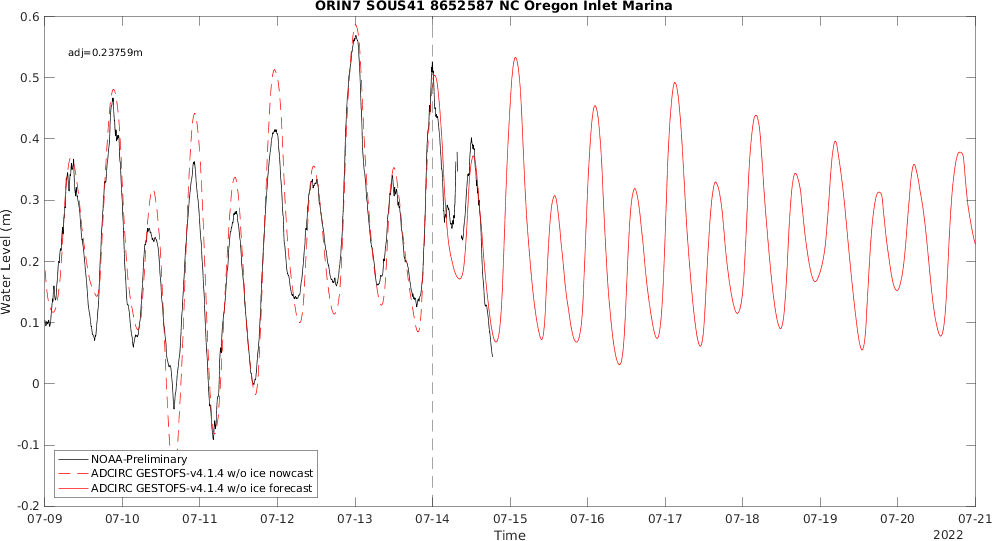 ORIN7 SOUS41 8652587 NC Oregon Inlet Marina
adj=0.23759m
Water Level (m)
0.6
0.5
0.4
0.3
0.2
0.1
0
-0.1
-0.2
NOAA-Preliminary
ADCIRC GESTOFS-v4.1.4 w/o ice nowcast
ADCIRC GESTOFS-v4.1.4 w/o ice forecast
07-09 07-10 07-11 07-12 07-13 07-14 07-15 07-16 07-17 07-18 07-19 07-20 07-21
Time
2022